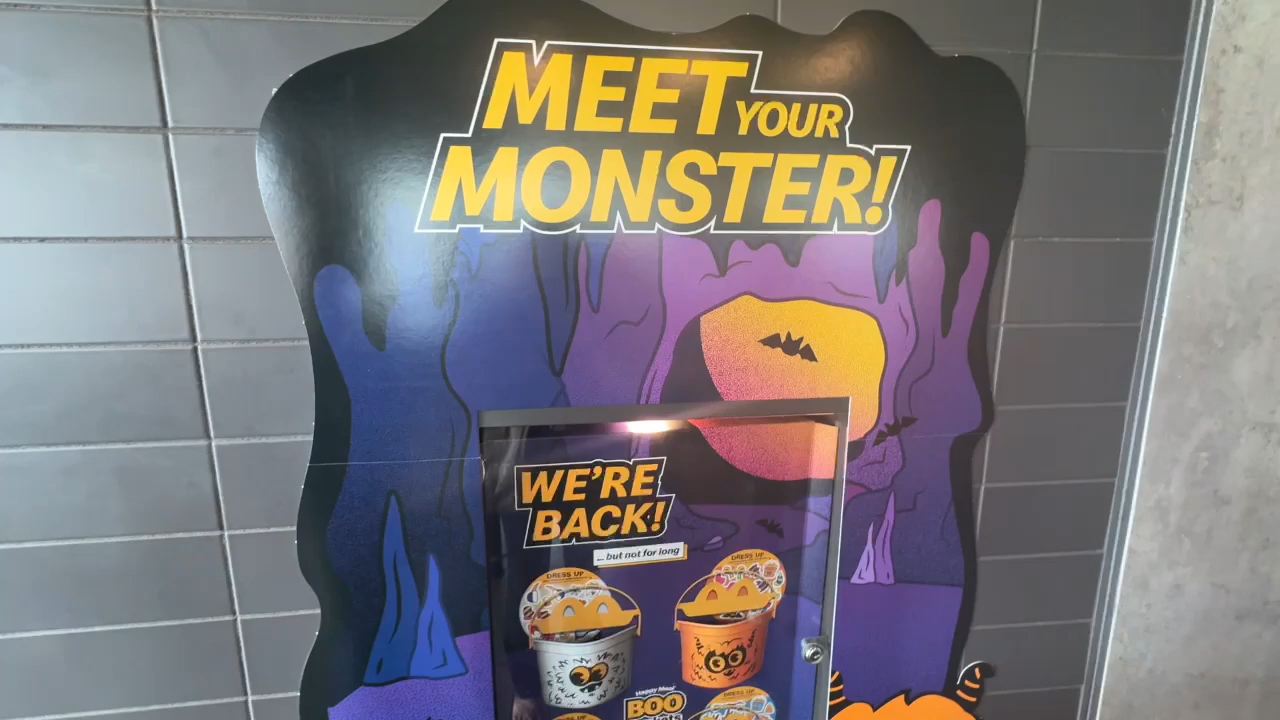 MEET YOUR
MONSTER!
WE'RE
BACK!
...but not for long
DRESS UP
DRESS UP
Happy Meal
BOO
DRESS UP